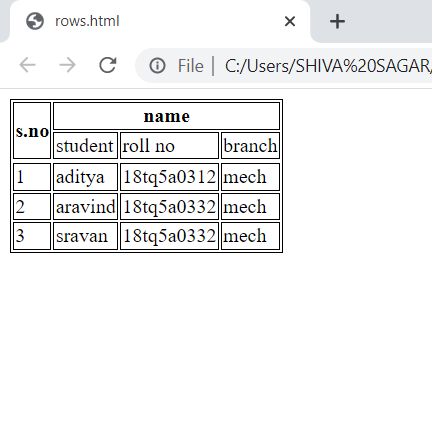 rows.html
File | C:/Users/SHIVA%20SAGAR/
s.no name
student roll no branch
1 aditya 18tq5a0312 mech
2 aravind 18tq5a0332 mech
3 sravan 18tq5a0332 mech